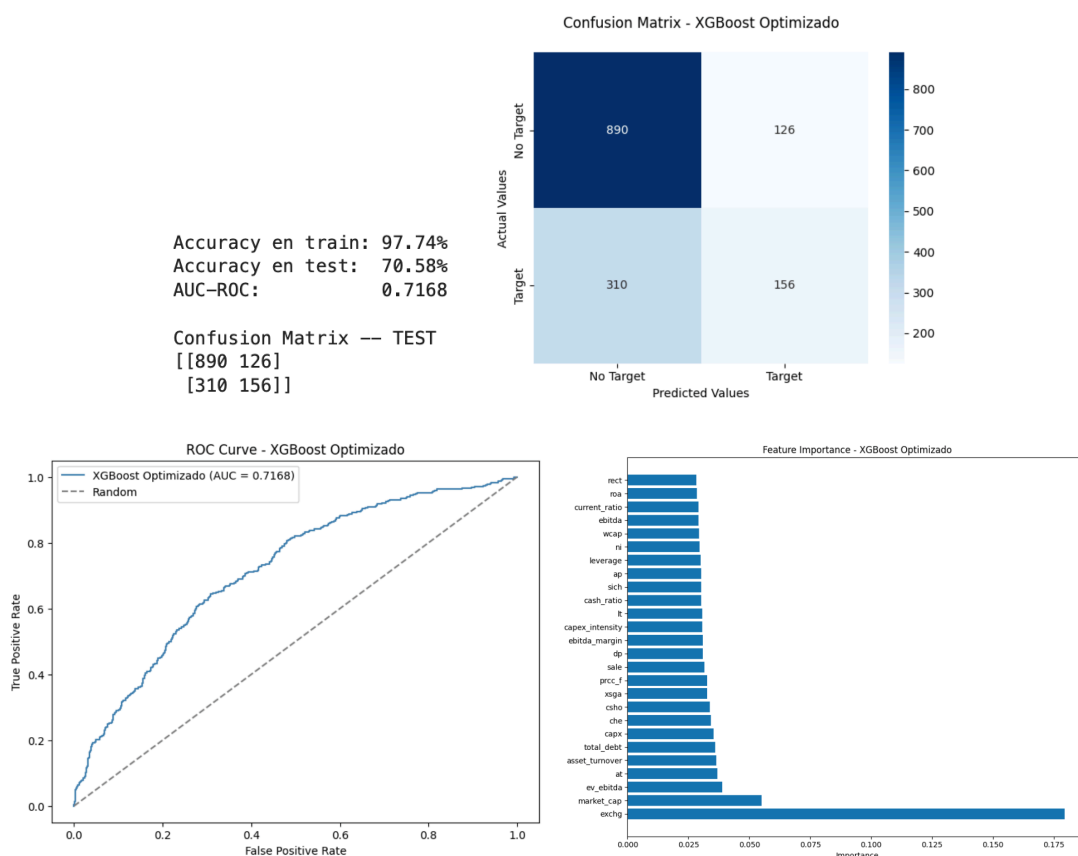 Confusion Matrix - XGBoost Optimizado
No Target
890
126
Actual Values
Target
310
156
No Target
Target
Predicted Values
800
700
600
500
400
300
200
Accuracy en train: 97.74%
Accuracy en test: 70.58%
AUC-ROC: 0.7168
Confusion Matrix -- TEST
[[890 126]
[310 156]]
ROC Curve - XGBoost Optimizado
XGBoost Optimizado (AUC = 0.7168)
Random
True Positive Rate
1.0
0.8
0.6
0.4
0.2
0.0
0.0 0.2 0.4 0.6 0.8 1.0
False Positive Rate
Feature Importance - XGBoost Optimizado
rect
roa
current_ratio
ebitda
wcap
ni
leverage
ap
sich
cash_ratio
lt
capex_intensity
ebitda_margin
dp
sale
prcc_f
xsga
csho
che
capx
total_debt
asset_turnover
at
ev_ebitda
market_cap
exchg
0.000 0.025 0.050 0.075 0.100 0.125 0.150 0.175
Importance